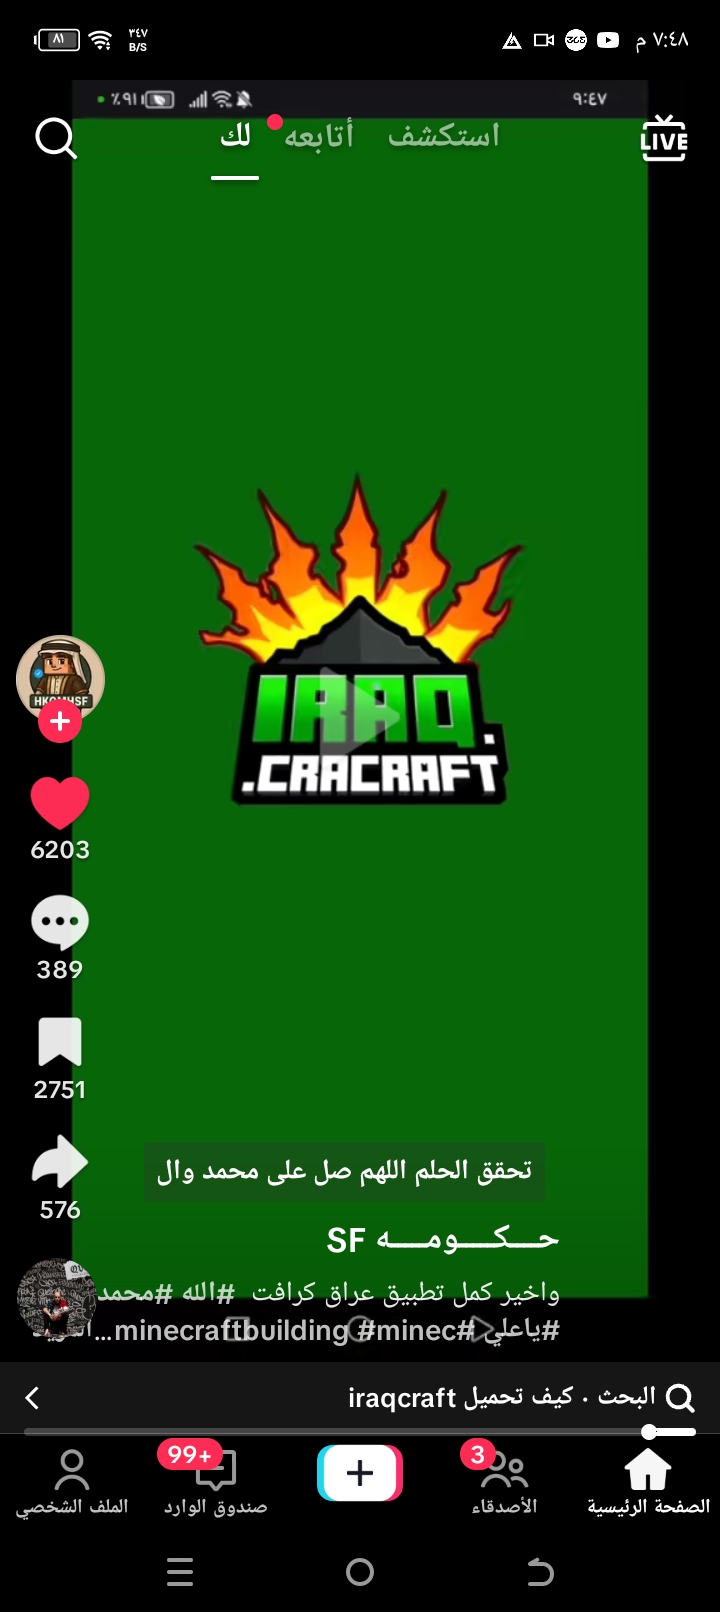 ٧:٤٨ م
٣٤٧
B/S
٨١
٩:٤٧
٪٩١
LIVE
استكشف
أتابعه
لك
IRAQ.
.CRACRAFT
6203
389
2751
576
تحقق الحلم اللهم صل على محمد وال
حـــكـــــومـــــه SF
واخير كمل تطبيق عراق كرافت #الله #محمد
#ياعلي #minecraftbuilding #minec...
البحث · كيف تحميل iraqcraft
الصفحة الرئيسية
3
الأصدقاء
99+
صندوق الوارد
الملف الشخصي